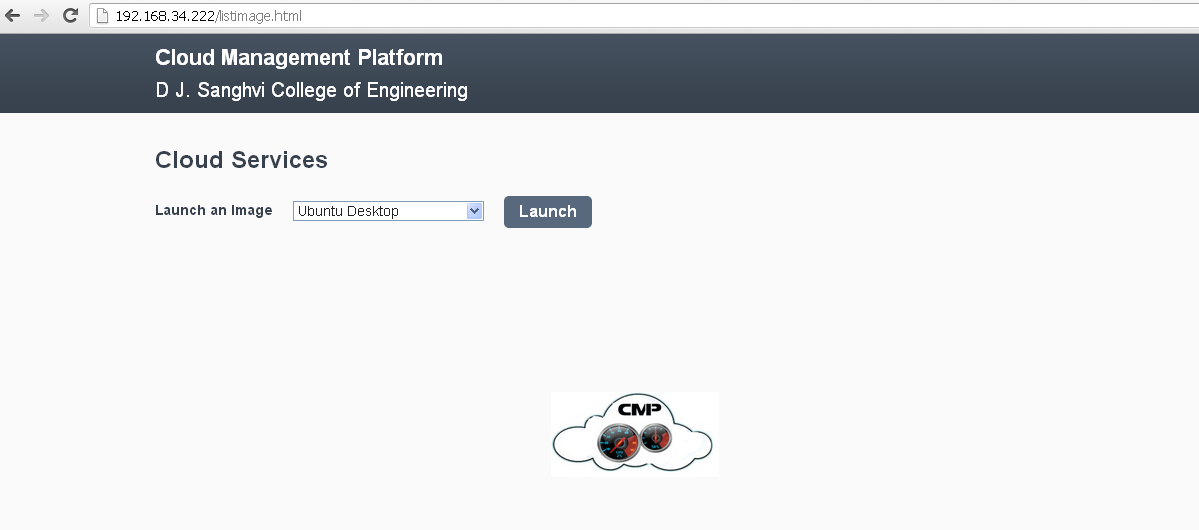 192.168.34.222/listimage.html
Cloud Management Platform
D J. Sanghvi College of Engineering
Cloud Services
Launch an Image Ubuntu Desktop Launch
CMP